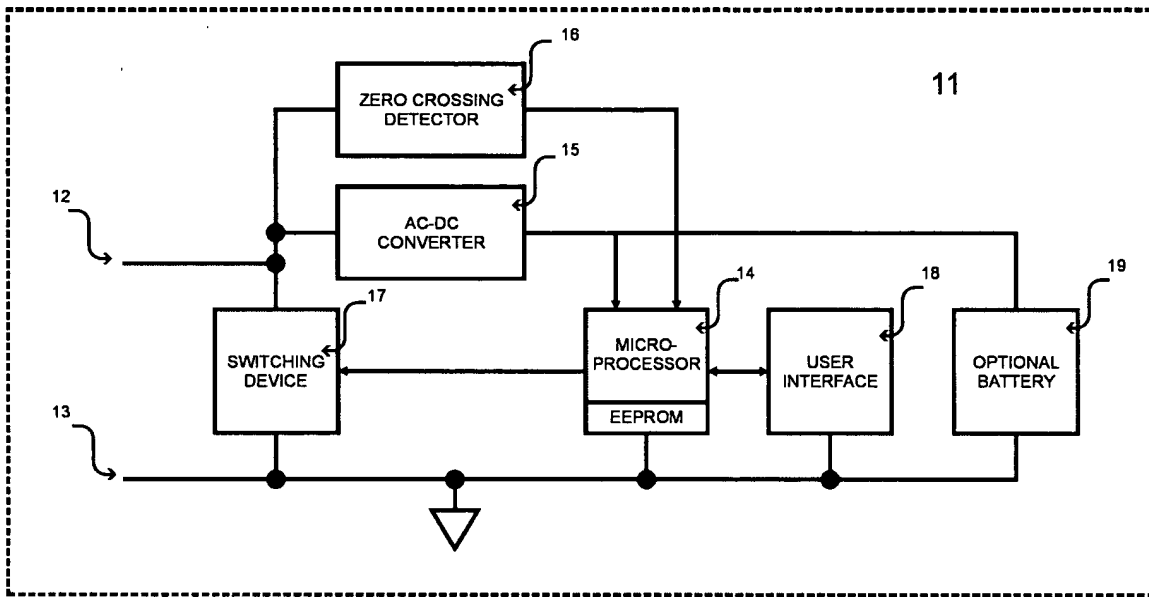 16
ZERO CROSSING
DETECTOR
11
15
AC-DC
CONVERTER
12
17
SWITCHING
DEVICE
14
MICRO-
PROCESSOR
EEPROM
18
USER
INTERFACE
19
OPTIONAL
BATTERY
13